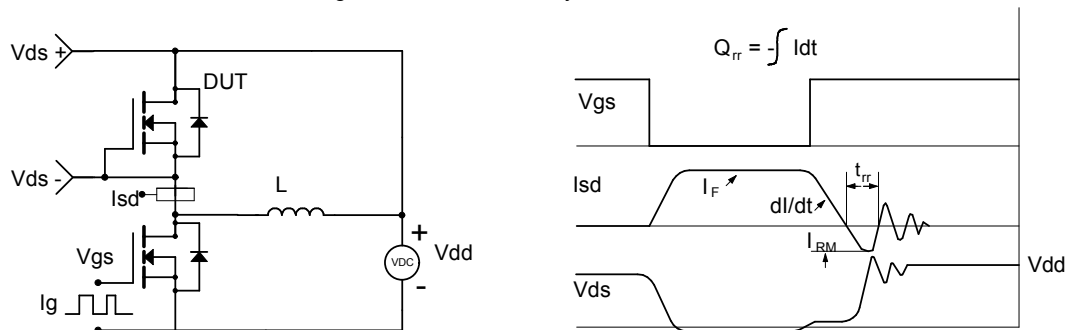 Vds +
DUT
Vds -
Isd
L
Vgs
Ig
+
VDC
-
Vdd
Qrr = -∫ Idt
Vgs
Isd
IF
dI/dt
trr
IRM
Vds
Vdd